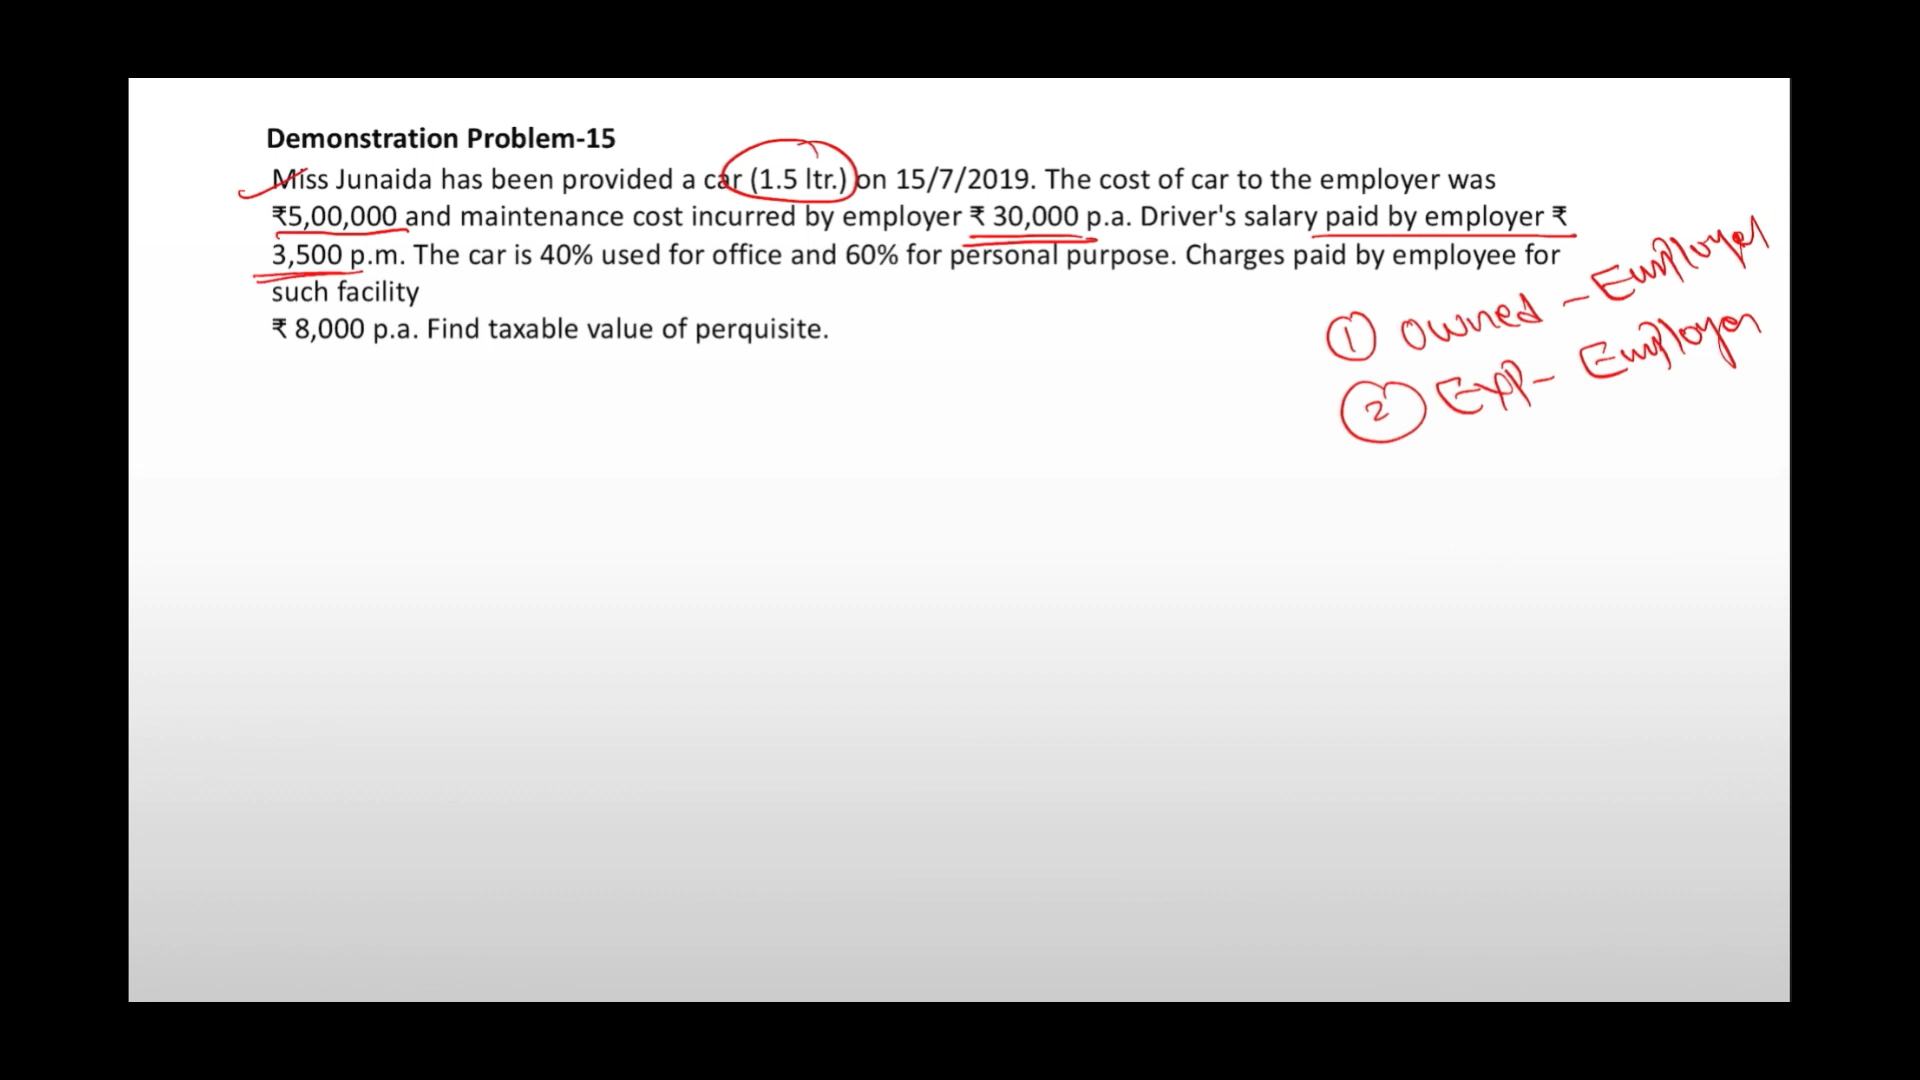 Demonstration Problem-15
Miss Junaida has been provided a car (1.5 ltr.) on 15/7/2019. The cost of car to the employer was
₹5,00,000 and maintenance cost incurred by employer ₹ 30,000 p.a. Driver's salary paid by employer ₹
3,500 p.m. The car is 40% used for office and 60% for personal purpose. Charges paid by employee for
such facility
₹ 8,000 p.a. Find taxable value of perquisite.
1 Owned - Employer
2 Exp - Employer